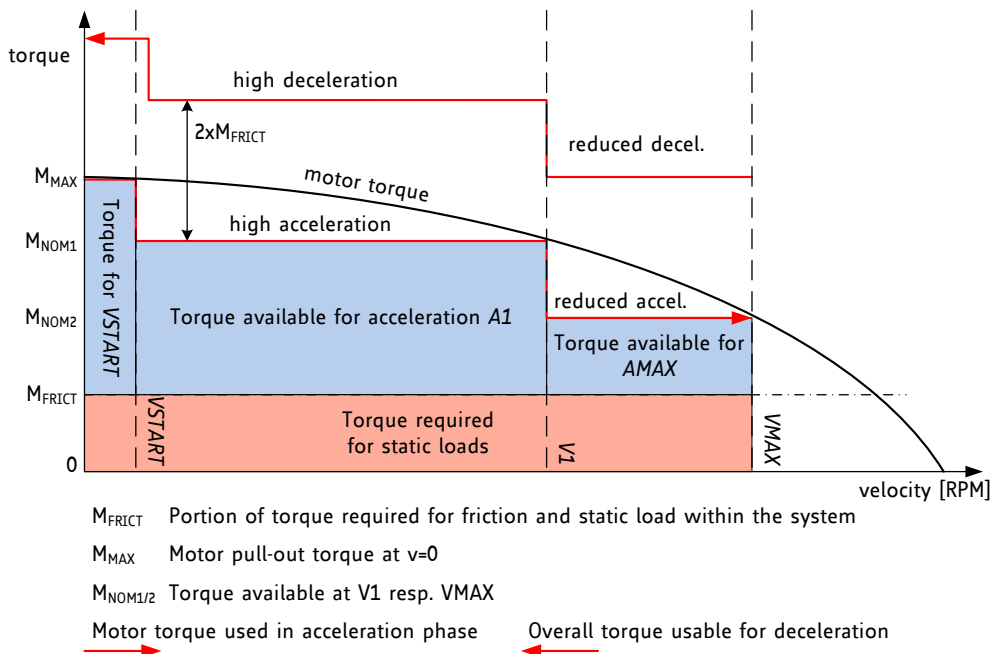 torque
high deceleration
2xMFRICT
reduced decel.
MMAX
motor torque
Torque for VSTART
high acceleration
MNOM1
reduced accel.
MNOM2
Torque available for acceleration A1
Torque available for
AMAX
MFRICT
VSTART
Torque required
for static loads
V1
VMAX
0
velocity [RPM]
MFRICT Portion of torque required for friction and static load within the system
MMAX Motor pull-out torque at v=0
MNOM1/2 Torque available at V1 resp. VMAX
Motor torque used in acceleration phase
Overall torque usable for deceleration